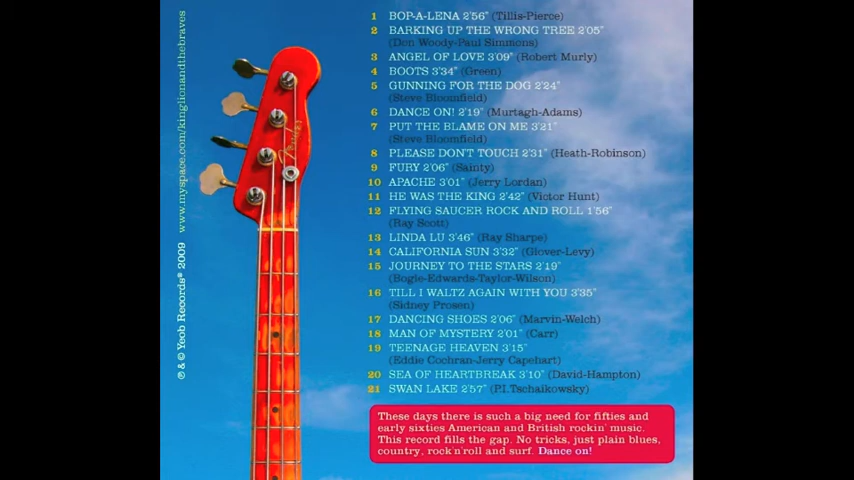 1 BOP-A-LENA 2'56" (Tillis-Pierce)
2 BARKING UP THE WRONG TREE 2'05"
(Don Woody-Paul Simmons)
3 ANGEL OF LOVE 3'09" (Robert Murly)
4 BOOTS 3'34" (Green)
5 GUNNING FOR THE DOG 2'24"
(Steve Bloomfield)
6 DANCE ON! 2'19" (Murtagh-Adams)
7 PUT THE BLAME ON ME 3'21"
(Steve Bloomfield)
8 PLEASE DON'T TOUCH 2'31" (Heath-Robinson)
9 FURY 2'06" (Sainty)
10 APACHE 3'01" (Jerry Lordan)
11 HE WAS THE KING 2'42" (Victor Hunt)
12 FLYING SAUCER ROCK AND ROLL 1'56"
(Ray Scott)
13 LINDA LU 3'46" (Ray Sharpe)
14 CALIFORNIA SUN 3'32" (Glover-Levy)
15 JOURNEY TO THE STARS 2'19"
(Bogle-Edwards-Taylor-Wilson)
16 TILL I WALTZ AGAIN WITH YOU 3'35"
(Sidney Prosen)
17 DANCING SHOES 2'06" (Marvin-Welch)
18 MAN OF MYSTERY 2'01" (Carr)
19 TEENAGE HEAVEN 3'15"
(Eddie Cochran-Jerry Capehart)
20 SEA OF HEARTBREAK 3'10" (David-Hampton)
21 SWAN LAKE 2'57" (P.I.Tschaikowsky)
These days there is such a big need for fifties and
early sixties American and British rockin' music.
This record fills the gap. No tricks, just plain blues,
country, rock'n'roll and surf. Dance on!
℗ & © Yeob Records® 2009 www.myspace.com/kinglionandthebraves